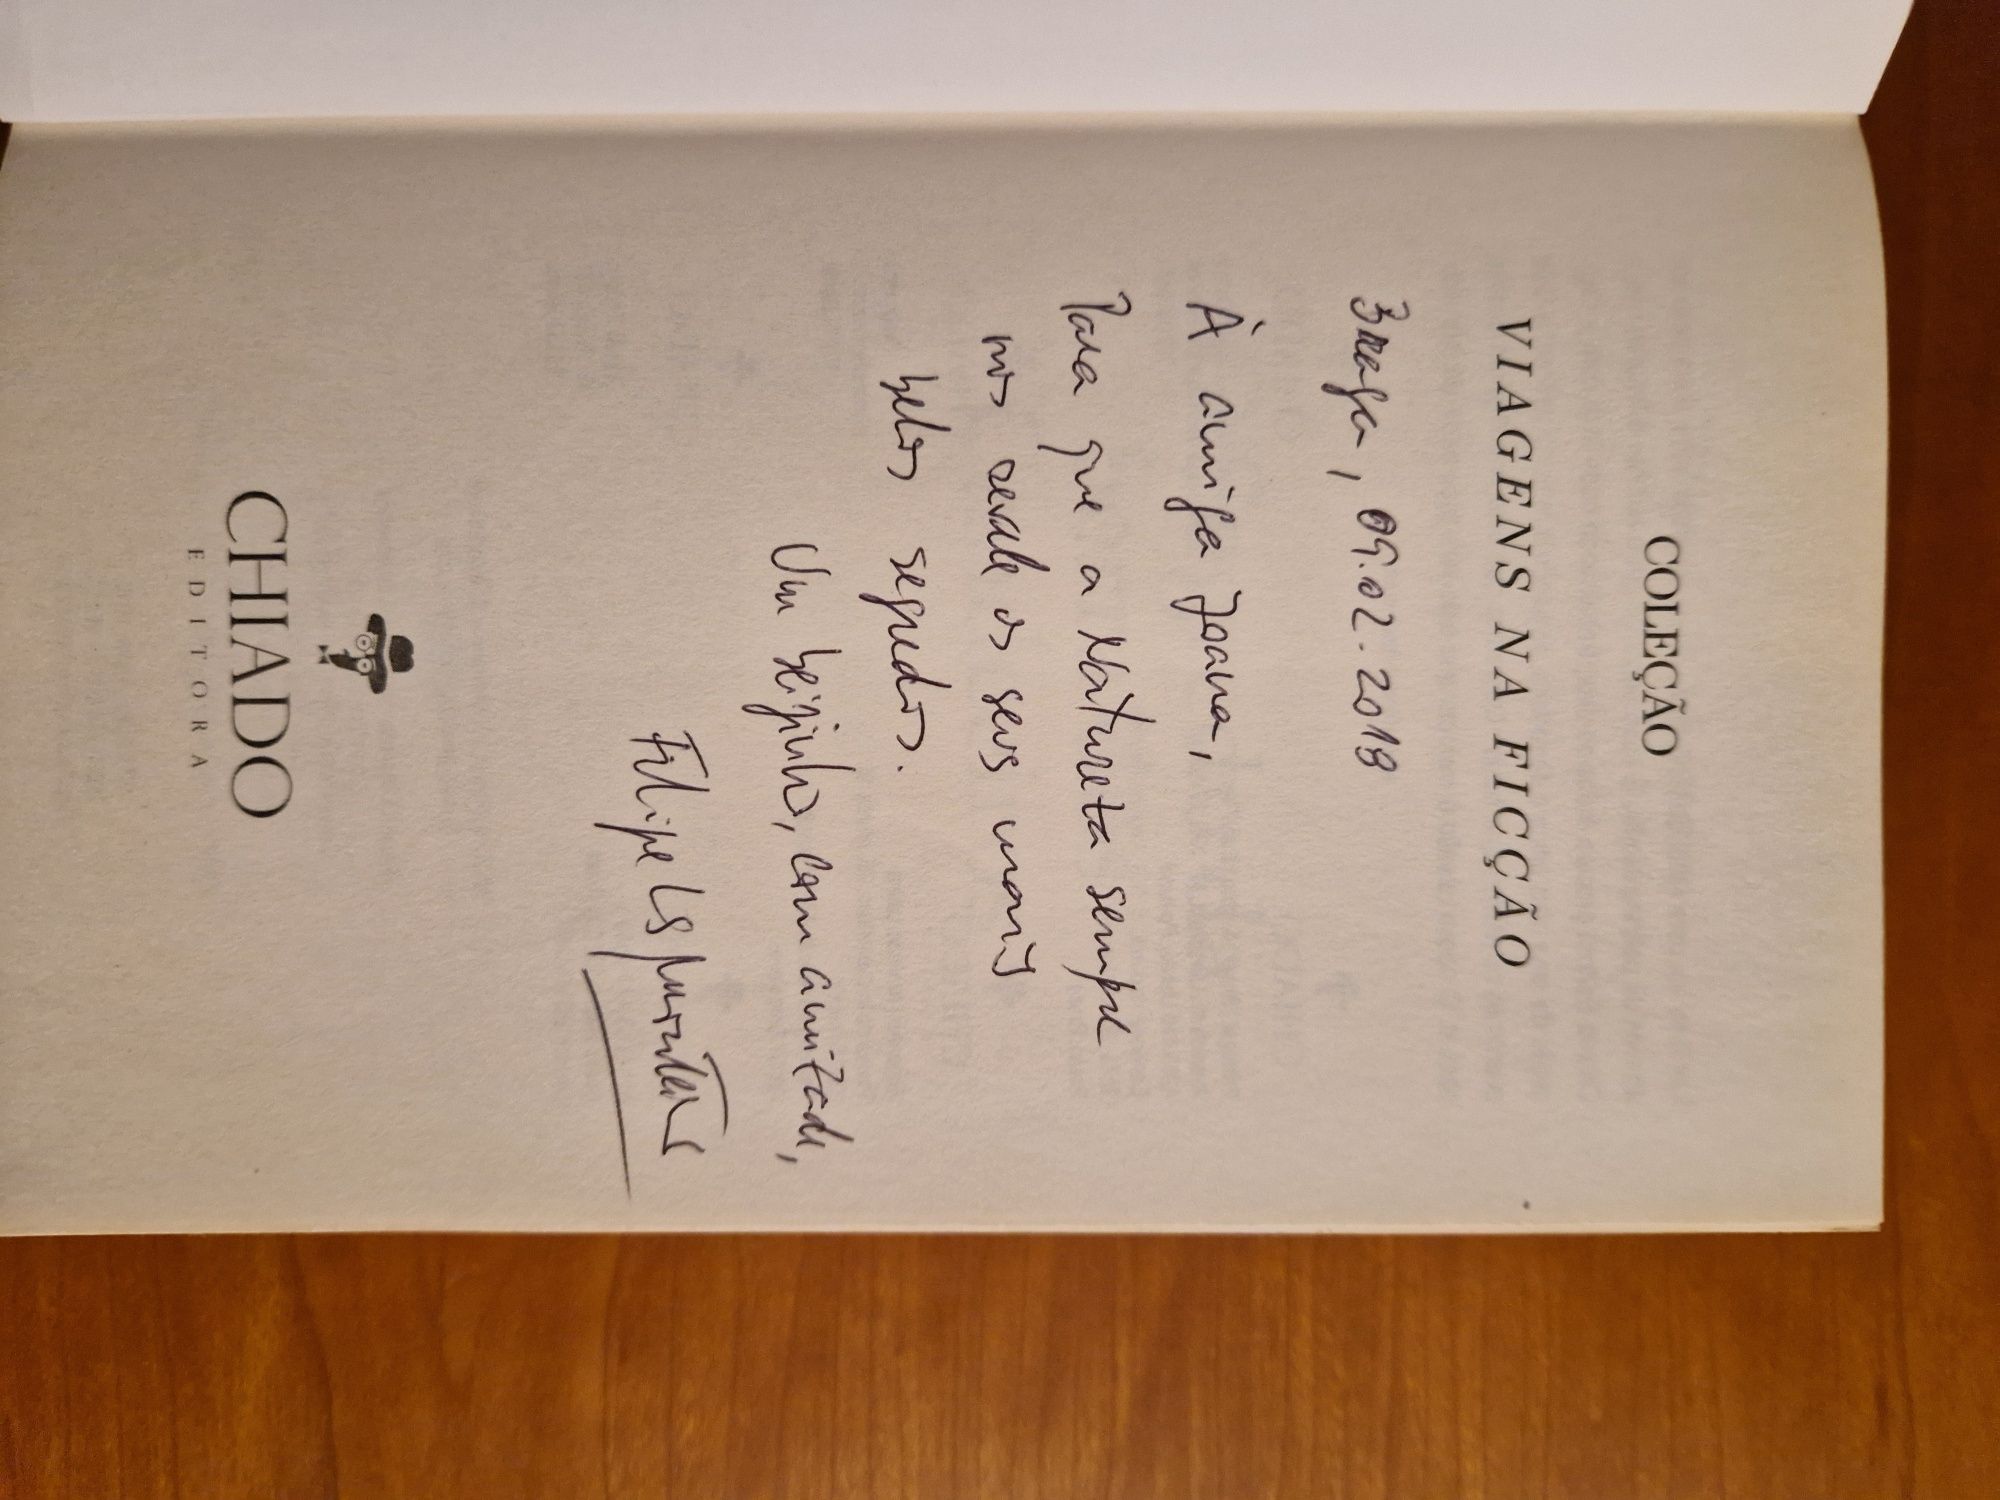 COLEÇÃO
VIAGENS NA FICÇÃO
Braga, 09.02.2018
À amiga Joana,
Para que a Natureza sempre
nos revele os seus mais
belos segredos.
Um beijinho, com amizade,
Filipe
CHIADO
EDITORA